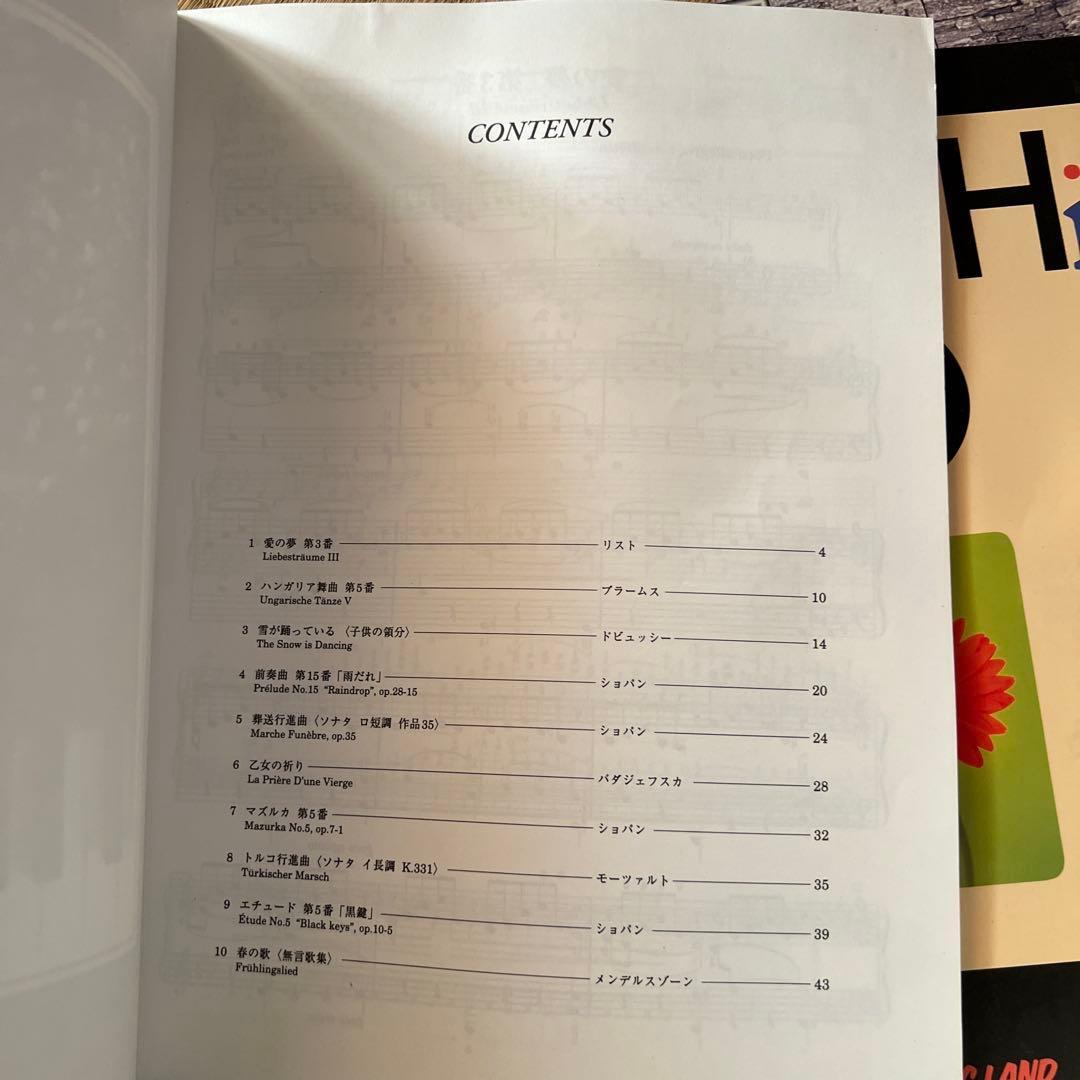 CONTENTS
1 愛の夢 第3番 リスト 4
Liebesträume III
2 ハンガリア舞曲 第5番 ブラームス 10
Ungarische Tänze V
3 雪が踊っている〈子供の領分〉 ドビュッシー 14
The Snow is Dancing
4 前奏曲 第15番「雨だれ」 ショパン 20
Prélude No.15 “Raindrop”, op.28-15
5 葬送行進曲〈ソナタ ロ短調 作品35〉 ショパン 24
Marche Funèbre, op.35
6 乙女の祈り バダジェフスカ 28
La Prière D'une Vierge
7 マズルカ 第5番 ショパン 32
Mazurka No.5, op.7-1
8 トルコ行進曲〈ソナタ イ長調 K.331〉 モーツァルト 35
Türkischer Marsch
9 エチュード 第5番「黒鍵」 ショパン 39
Étude No.5 “Black keys”, op.10-5
10 春の歌〈無言歌集〉 メンデルスゾーン 43
Frühlingslied
Hi
LAND